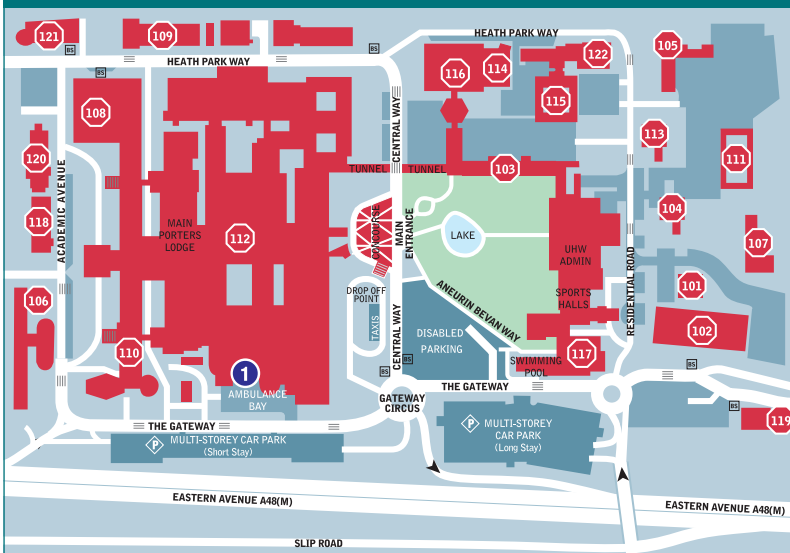 121
BS
109
BS
HEATH PARK WAY
HEATH PARK WAY
BS
108
116
114
122
115
105
CENTRAL WAY
113
111
120
TUNNEL
TUNNEL
103
118
ACADEMIC AVENUE
MAIN
PORTERS
LODGE
112
CONCOURSE
MAIN
ENTRANCE
LAKE
UHW
ADMIN
104
107
106
DROP OFF
POINT
TAXIS
ANEURIN BEVAN WAY
SPORTS
HALLS
RESIDENTIAL ROAD
101
102
CENTRAL WAY
DISABLED
PARKING
110
1
AMBULANCE
BAY
BS
BS
SWIMMING
POOL
117
BS
THE GATEWAY
GATEWAY
CIRCUS
BS
119
THE GATEWAY
P
MULTI-STOREY CAR PARK
(Short Stay)
P
MULTI-STOREY
CAR PARK
(Long Stay)
EASTERN AVENUE A48(M)
EASTERN AVENUE A48(M)
SLIP ROAD